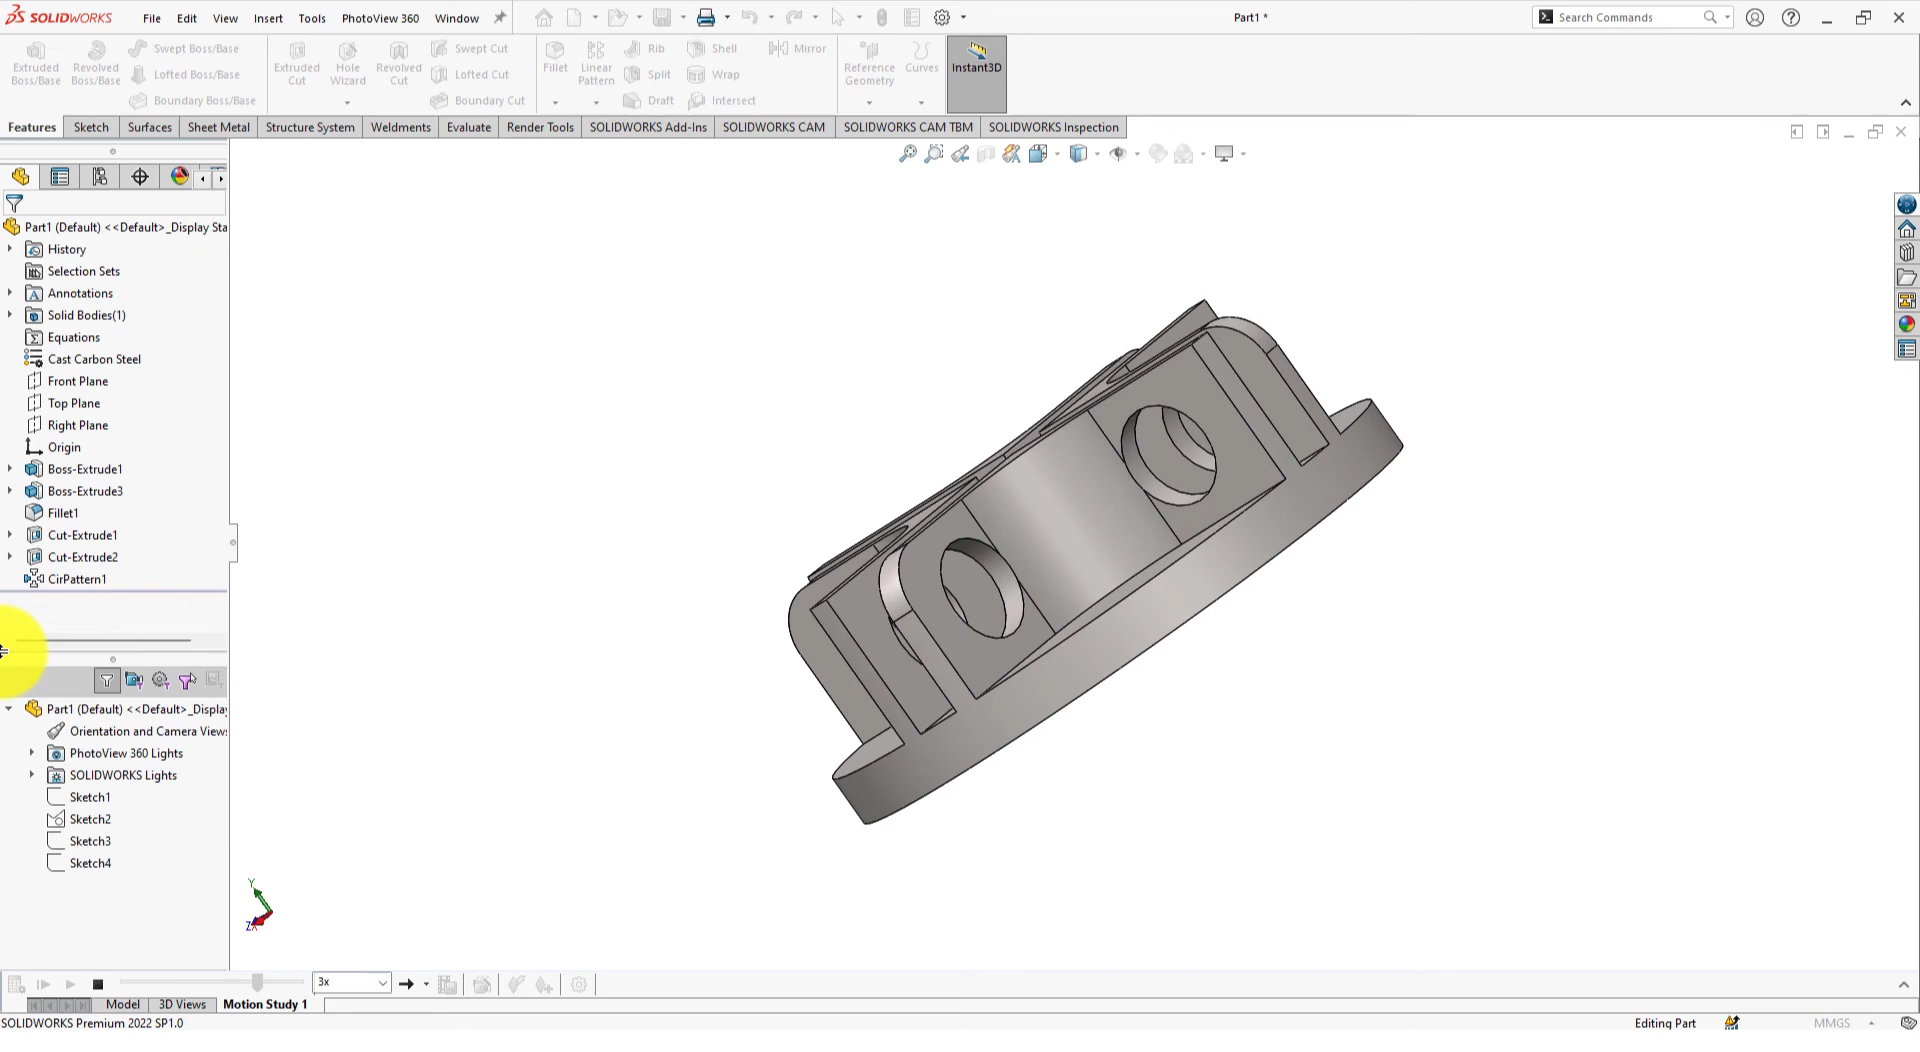 SOLIDWORKS File Edit View Insert Tools PhotoView 360 Window Part1 * Search Commands
Extruded Boss/Base
Revolved Boss/Base
Swept Boss/Base
Lofted Boss/Base
Boundary Boss/Base
Extruded Cut
Hole Wizard
Revolved Cut
Swept Cut
Lofted Cut
Boundary Cut
Fillet
Linear Pattern
Rib
Split
Draft
Shell
Wrap
Intersect
Mirror
Reference Geometry
Curves
Instant3D
Features Sketch Surfaces Sheet Metal Structure System Weldments Evaluate Render Tools SOLIDWORKS Add-Ins SOLIDWORKS CAM SOLIDWORKS CAM TBM SOLIDWORKS Inspection
Part1 (Default) <<Default>_Display Sta
History
Selection Sets
Annotations
Solid Bodies(1)
Equations
Cast Carbon Steel
Front Plane
Top Plane
Right Plane
Origin
Boss-Extrude1
Boss-Extrude3
Fillet1
Cut-Extrude1
Cut-Extrude2
CirPattern1
Part1 (Default) <<Default>_Display
Orientation and Camera Views
PhotoView 360 Lights
SOLIDWORKS Lights
Sketch1
Sketch2
Sketch3
Sketch4
Y
3x
Model 3D Views Motion Study 1
SOLIDWORKS Premium 2022 SP1.0 Editing Part MMGS